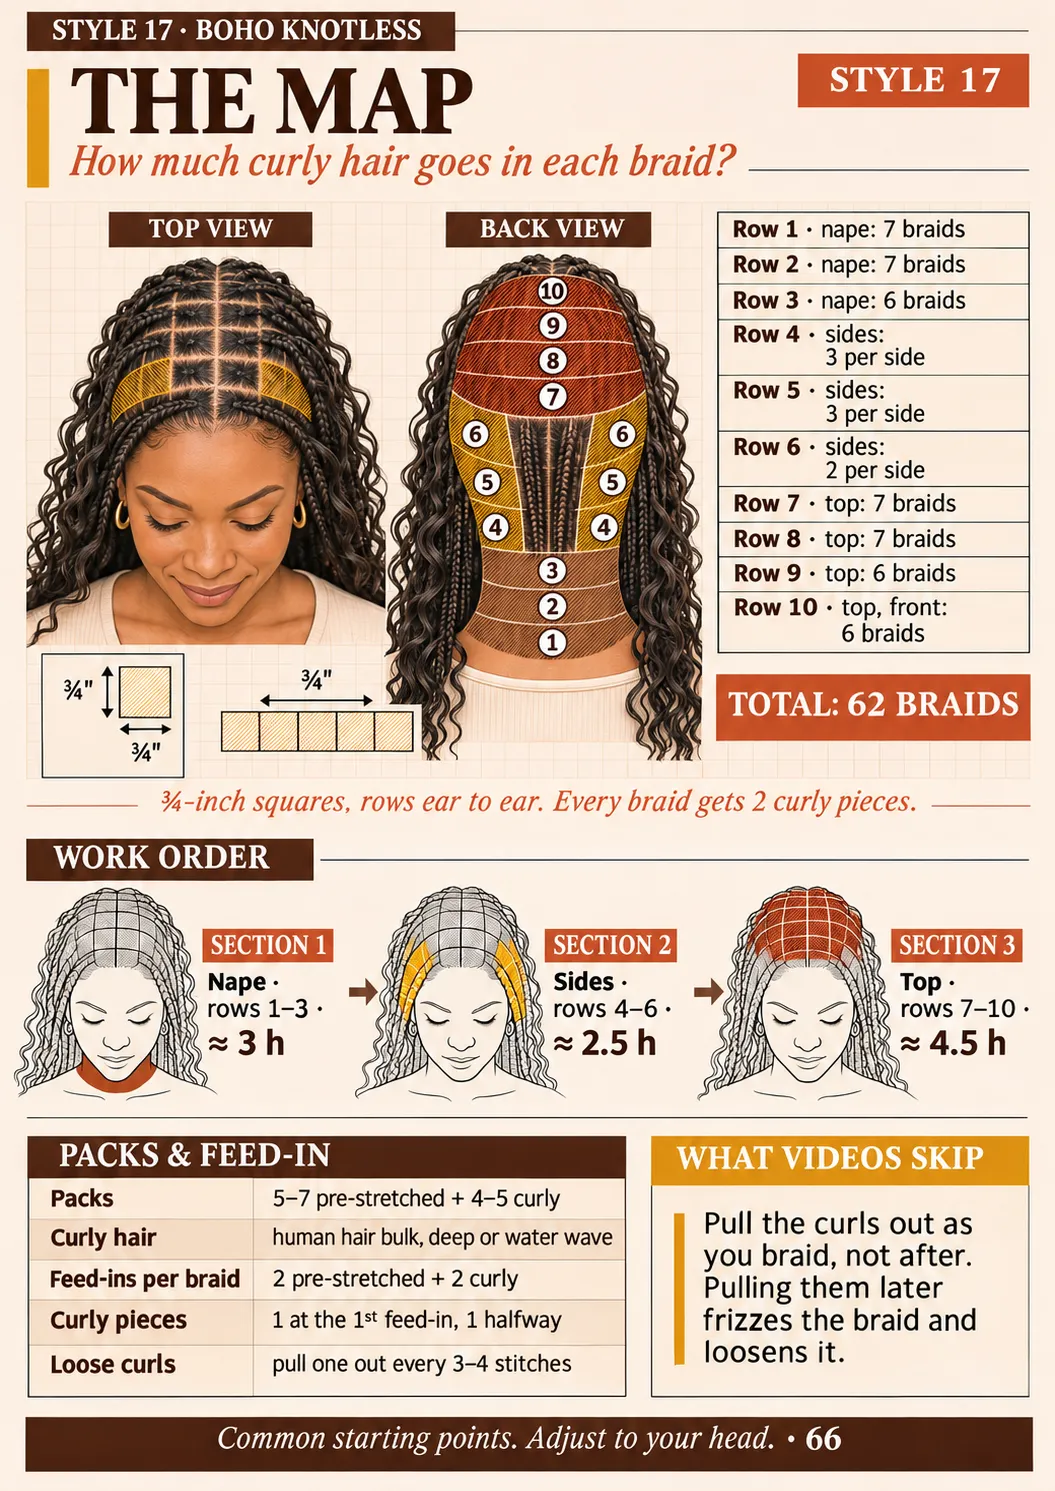 STYLE 17 · BOHO KNOTLESS
THE MAP
STYLE 17
How much curly hair goes in each braid?
TOP VIEW
BACK VIEW
10
9
8
7
6
6
5
5
4
4
3
2
1
Row 1 · nape: 7 braids
Row 2 · nape: 7 braids
Row 3 · nape: 6 braids
Row 4 · sides:
3 per side
Row 5 · sides:
3 per side
Row 6 · sides:
2 per side
Row 7 · top: 7 braids
Row 8 · top: 7 braids
Row 9 · top: 6 braids
Row 10 · top, front:
6 braids
TOTAL: 62 BRAIDS
¾"
¾"
¾"
¾-inch squares, rows ear to ear. Every braid gets 2 curly pieces.
WORK ORDER
SECTION 1
Nape ·
rows 1–3 ·
≈ 3 h
SECTION 2
Sides ·
rows 4–6 ·
≈ 2.5 h
SECTION 3
Top ·
rows 7–10 ·
≈ 4.5 h
PACKS & FEED-IN
Packs 5–7 pre-stretched + 4–5 curly
Curly hair human hair bulk, deep or water wave
Feed-ins per braid 2 pre-stretched + 2 curly
Curly pieces 1 at the 1st feed-in, 1 halfway
Loose curls pull one out every 3–4 stitches
WHAT VIDEOS SKIP
Pull the curls out as
you braid, not after.
Pulling them later
frizzes the braid and
loosens it.
Common starting points. Adjust to your head. · 66